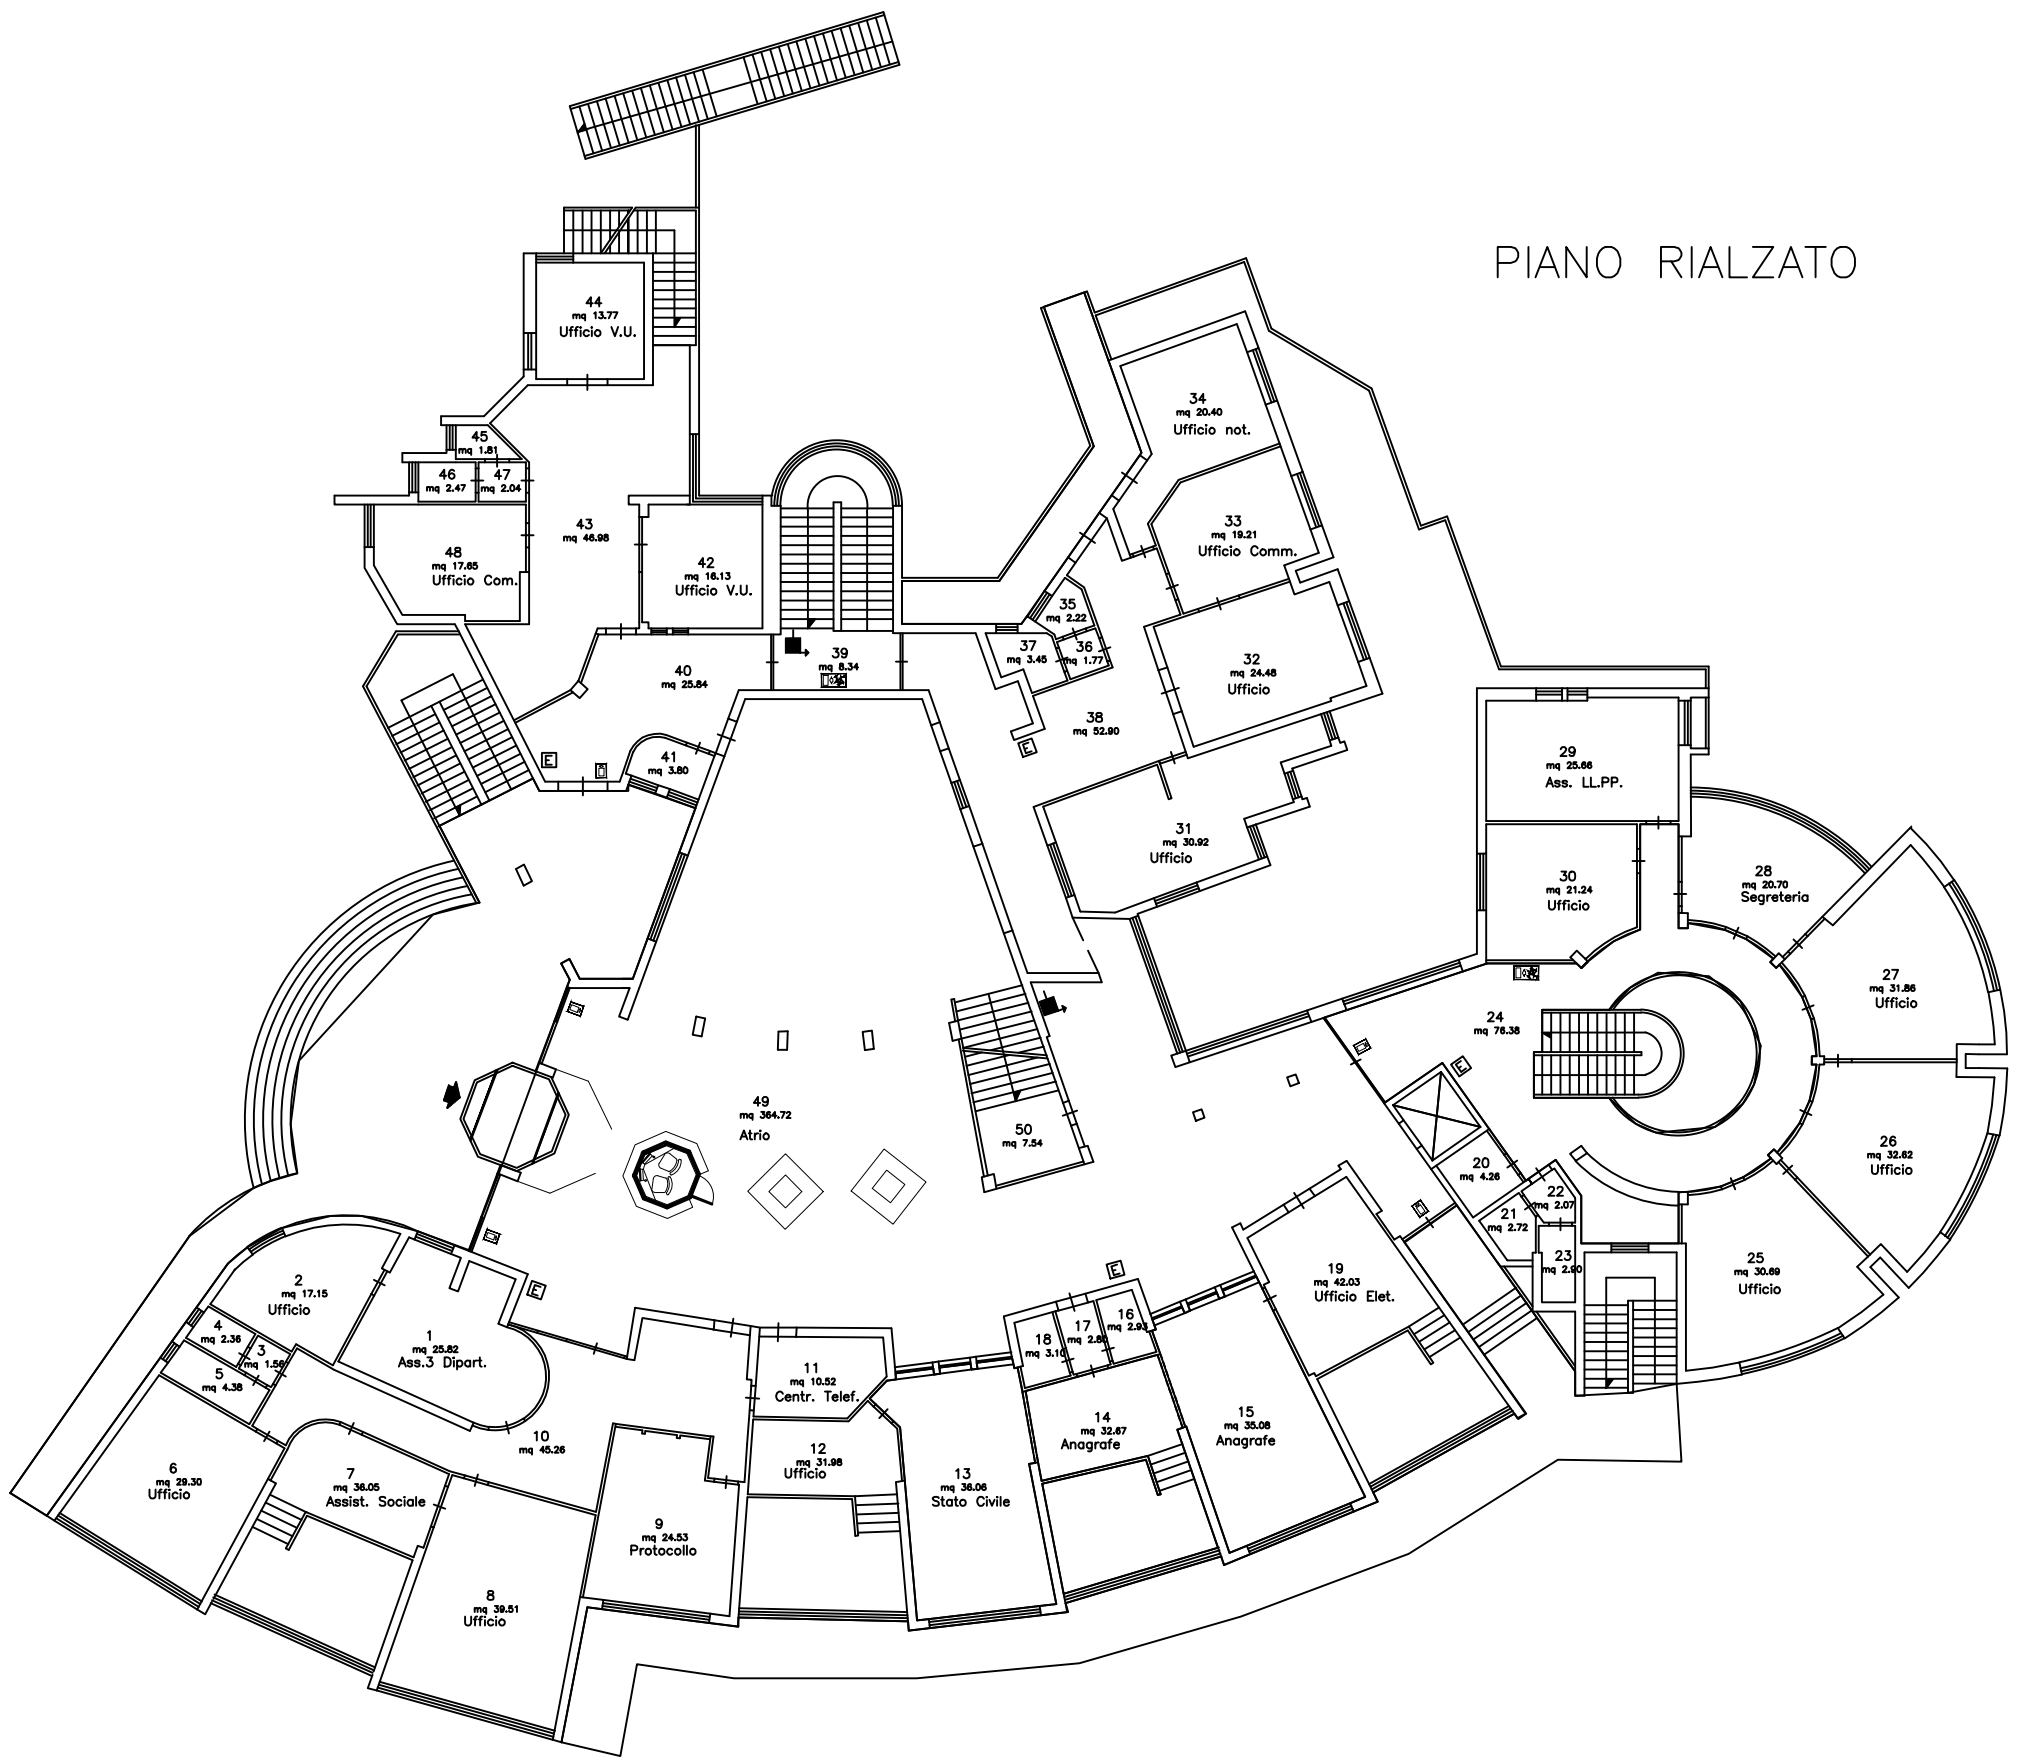 PIANO RIALZATO
44
mq 13.77
Ufficio V.U.
45
mq 1.81
46
mq 2.47
47
mq 2.04
48
mq 17.65
Ufficio Com.
43
mq 46.98
42
mq 16.13
Ufficio V.U.
34
mq 20.40
Ufficio not.
33
mq 19.21
Ufficio Comm.
35
mq 2.22
36
mq 1.77
37
mq 3.45
32
mq 24.48
Ufficio
39
mq 8.34
40
mq 25.84
41
mq 3.80
E
38
mq 52.90
E
31
mq 30.92
Ufficio
29
mq 25.66
Ass. LL.PP.
30
mq 21.24
Ufficio
28
mq 20.70
Segreteria
27
mq 31.86
Ufficio
24
mq 76.38
E
26
mq 32.62
Ufficio
20
mq 4.26
21
mq 2.72
22
mq 2.07
23
mq 2.90
25
mq 30.69
Ufficio
49
mq 364.72
Atrio
50
mq 7.54
19
mq 42.03
Ufficio Elet.
E
E
2
mq 17.15
Ufficio
4
mq 2.36
3
mq 1.56
5
mq 4.38
1
mq 25.82
Ass.3 Dipart.
18
mq 3.10
17
mq 2.80
16
mq 2.93
11
mq 10.52
Centr. Telef.
10
mq 45.26
12
mq 31.98
Ufficio
14
mq 32.67
Anagrafe
15
mq 35.08
Anagrafe
6
mq 29.30
Ufficio
7
mq 36.05
Assist. Sociale
13
mq 36.06
Stato Civile
9
mq 24.53
Protocollo
8
mq 39.51
Ufficio